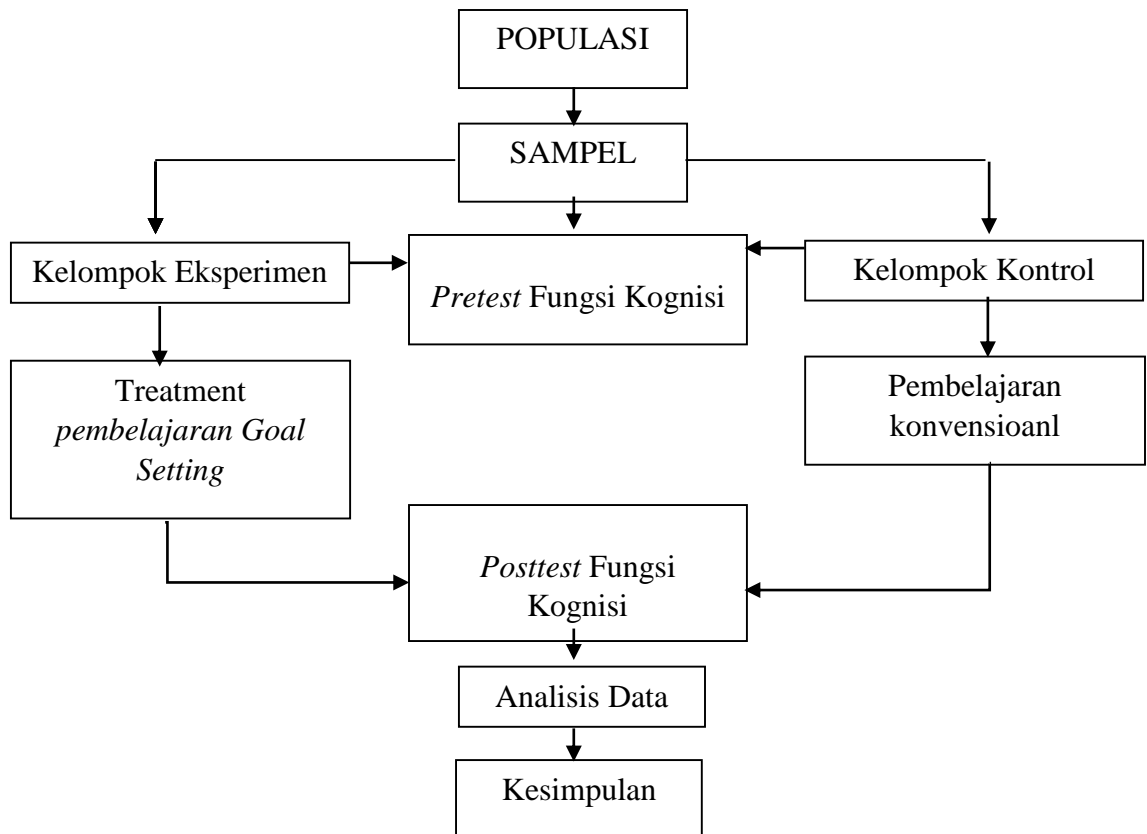 POPULASI
SAMPEL
Kelompok Eksperimen
Pretest Fungsi Kognisi
Kelompok Kontrol
Treatment
pembelajaran Goal
Setting
Pembelajaran
konvensioanl
Posttest Fungsi
Kognisi
Analisis Data
Kesimpulan